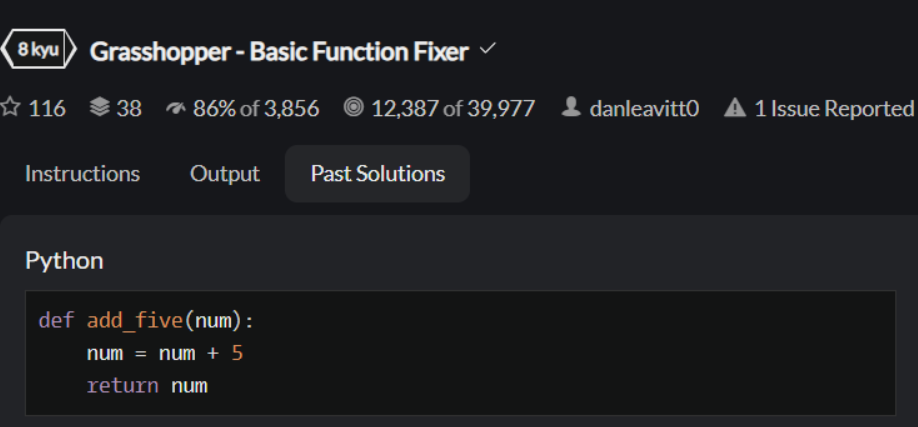 8 kyu Grasshopper - Basic Function Fixer
116 38 86% of 3,856 12,387 of 39,977 danleavitt0 1 Issue Reported
Instructions Output Past Solutions
Python
def add_five(num):
    num = num + 5
    return num